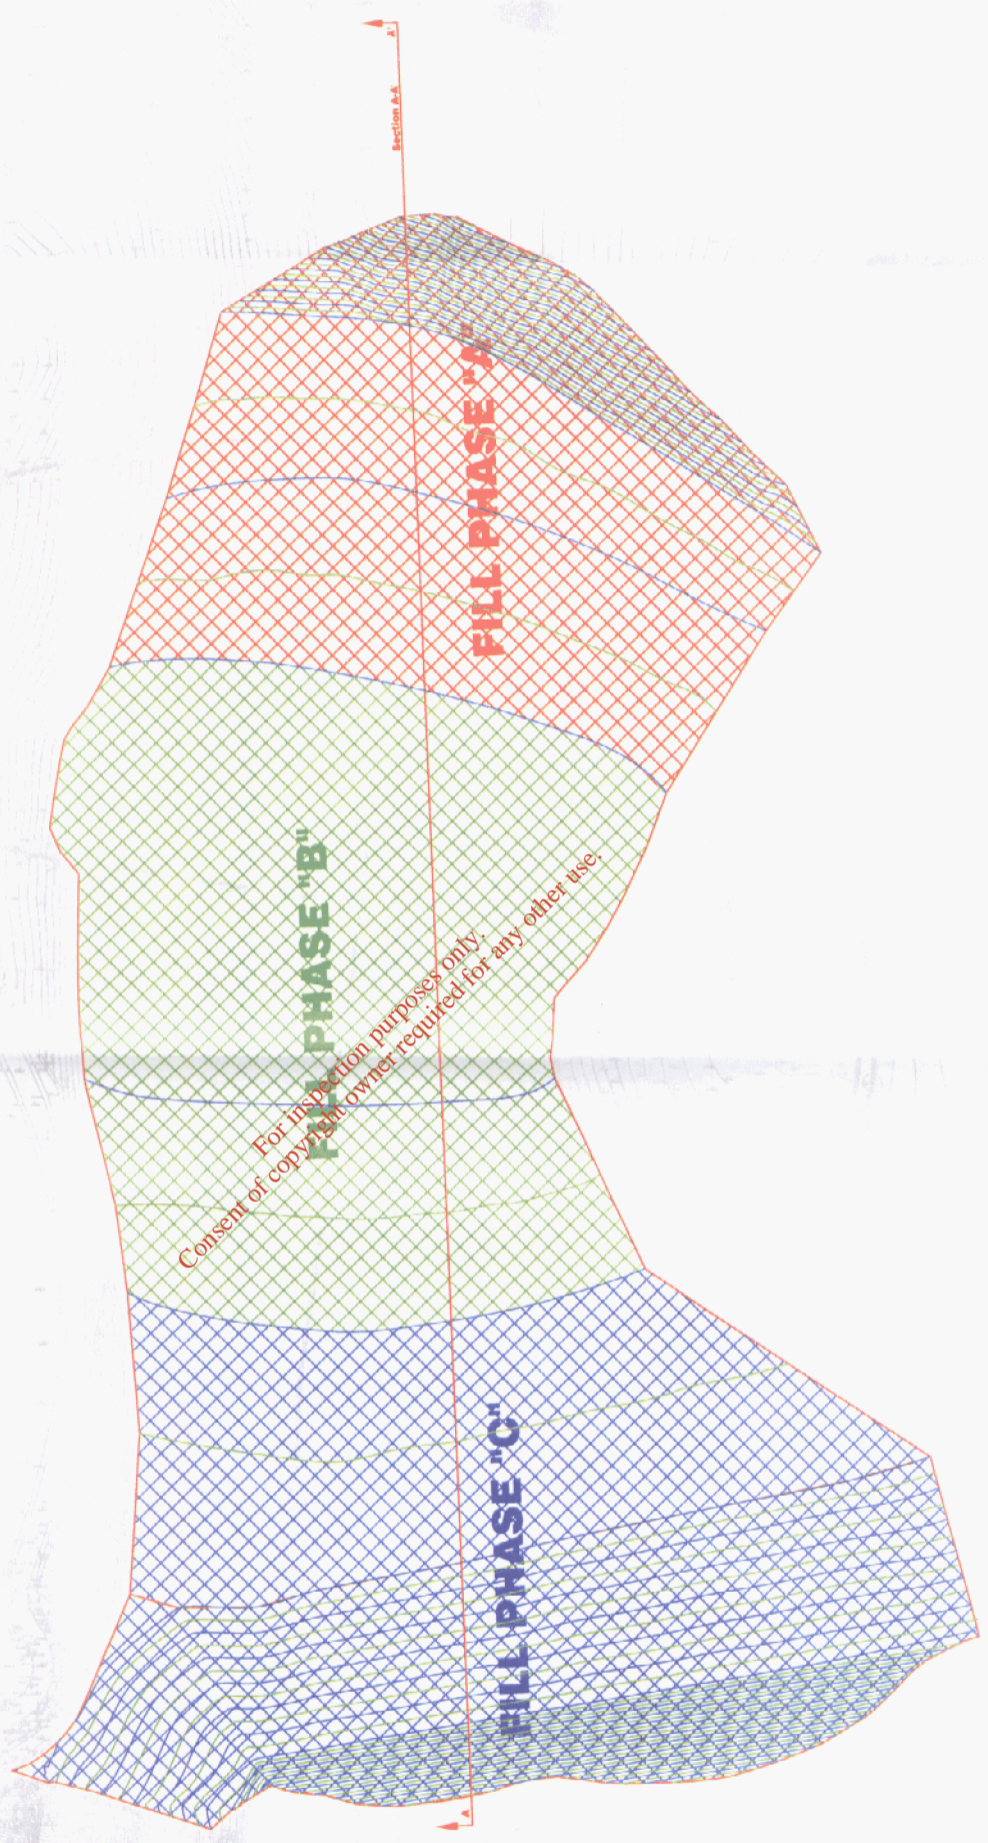 A'
Section A-A'
FILL PHASE "A"
FILL PHASE "B"
For inspection purposes only.
Consent of copyright owner required for any other use.
FILL PHASE "C"
A